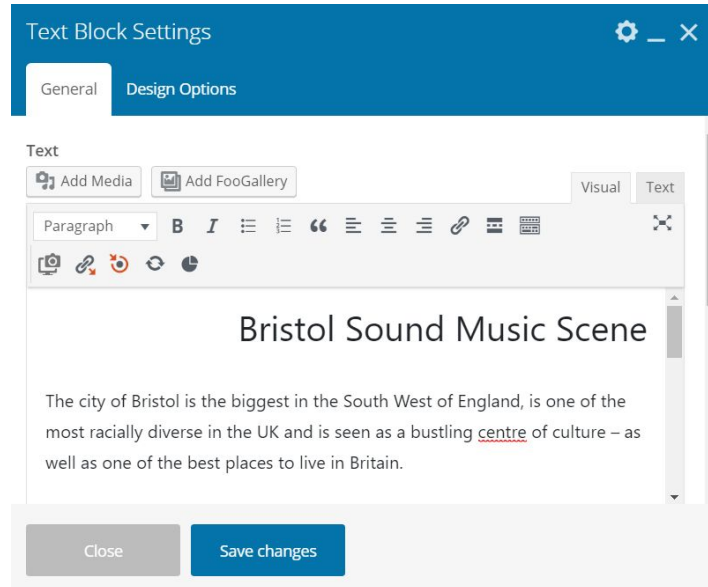 Text Block Settings
General Design Options
Text
Add Media Add FooGallery
Visual Text
Paragraph B I
Bristol Sound Music Scene
The city of Bristol is the biggest in the South West of England, is one of the
most racially diverse in the UK and is seen as a bustling centre of culture – as
well as one of the best places to live in Britain.
Close Save changes